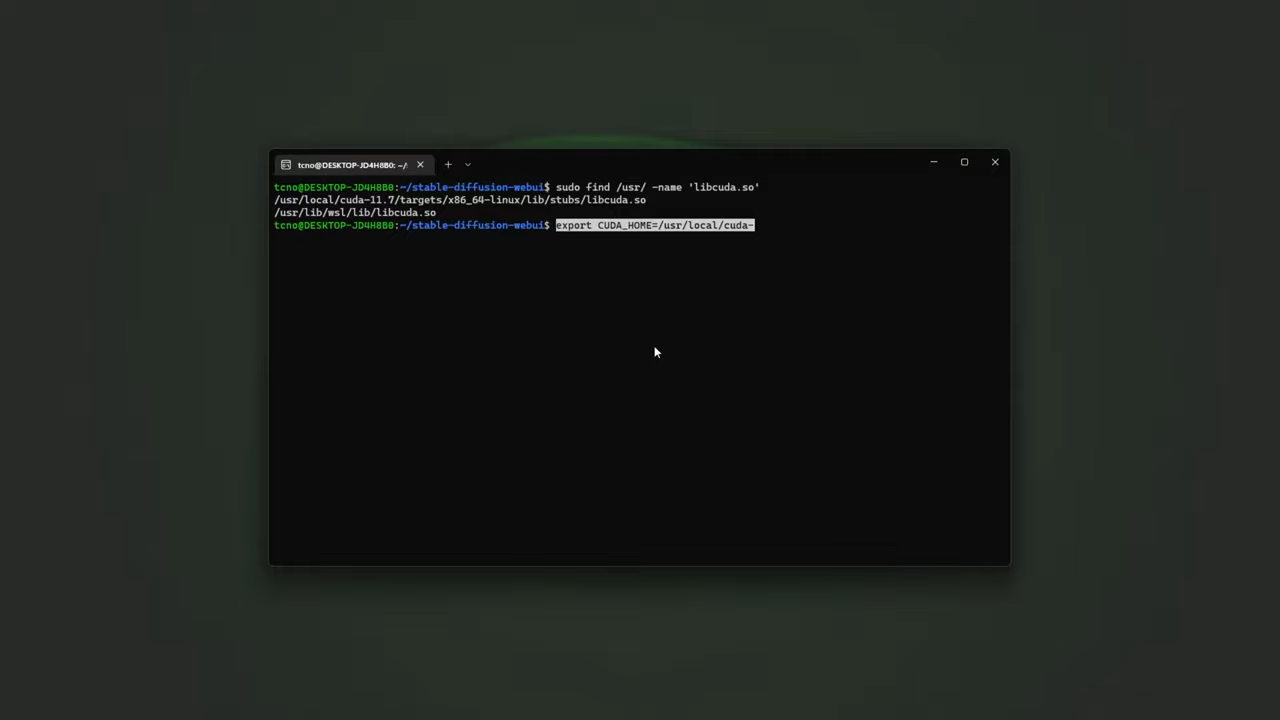 tcno@DESKTOP-JD4H8B0: ~/
tcno@DESKTOP-JD4H8B0:~/stable-diffusion-webui$ sudo find /usr/ -name 'libcuda.so'
/usr/local/cuda-11.7/targets/x86_64-linux/lib/stubs/libcuda.so
/usr/lib/wsl/lib/libcuda.so
tcno@DESKTOP-JD4H8B0:~/stable-diffusion-webui$ export CUDA_HOME=/usr/local/cuda-